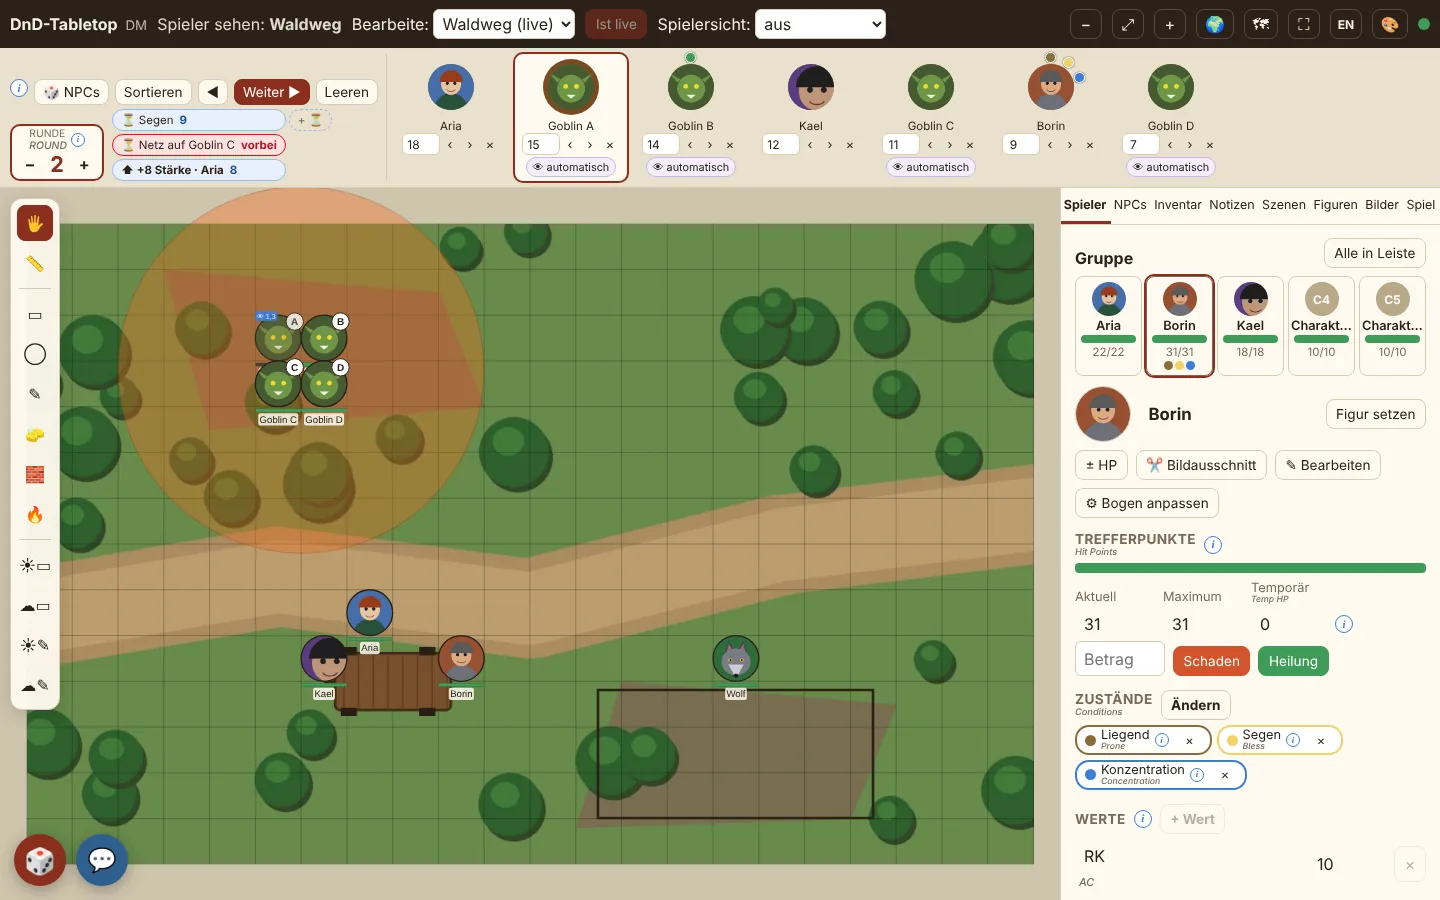 DnD-Tabletop DM Spieler sehen: Waldweg Bearbeite: Waldweg (live) Ist live Spielersicht: aus
− + EN
NPCs Sortieren ◀ Weiter ▶ Leeren
RUNDE
ROUND
− 2 +
Segen 9
+
Netz auf Goblin C vorbei
+8 Stärke · Aria 8
Aria
18 ‹ › ×
Goblin A
15 ‹ › ×
automatisch
Goblin B
14 ‹ › ×
automatisch
Kael
12 ‹ › ×
Goblin C
11 ‹ › ×
automatisch
Borin
9 ‹ › ×
Goblin D
7 ‹ › ×
automatisch
1,3
A
B
C
D
Goblin C
Goblin D
Aria
Kael
Borin
Wolf
Spieler NPCs Inventar Notizen Szenen Figuren Bilder Spiel
Gruppe
Alle in Leiste
Aria
22/22
Borin
31/31
Kael
18/18
C4
Charakt...
10/10
C5
Charakt...
10/10
Borin
Figur setzen
± HP
Bildausschnitt
Bearbeiten
Bogen anpassen
TREFFERPUNKTE
Hit Points
Aktuell Maximum Temporär
Temp HP
31 31 0
Betrag Schaden Heilung
ZUSTÄNDE
Conditions
Ändern
Liegend
Prone
×
Segen
Bless
×
Konzentration
Concentration
×
WERTE
+ Wert
RK
AC
10
×